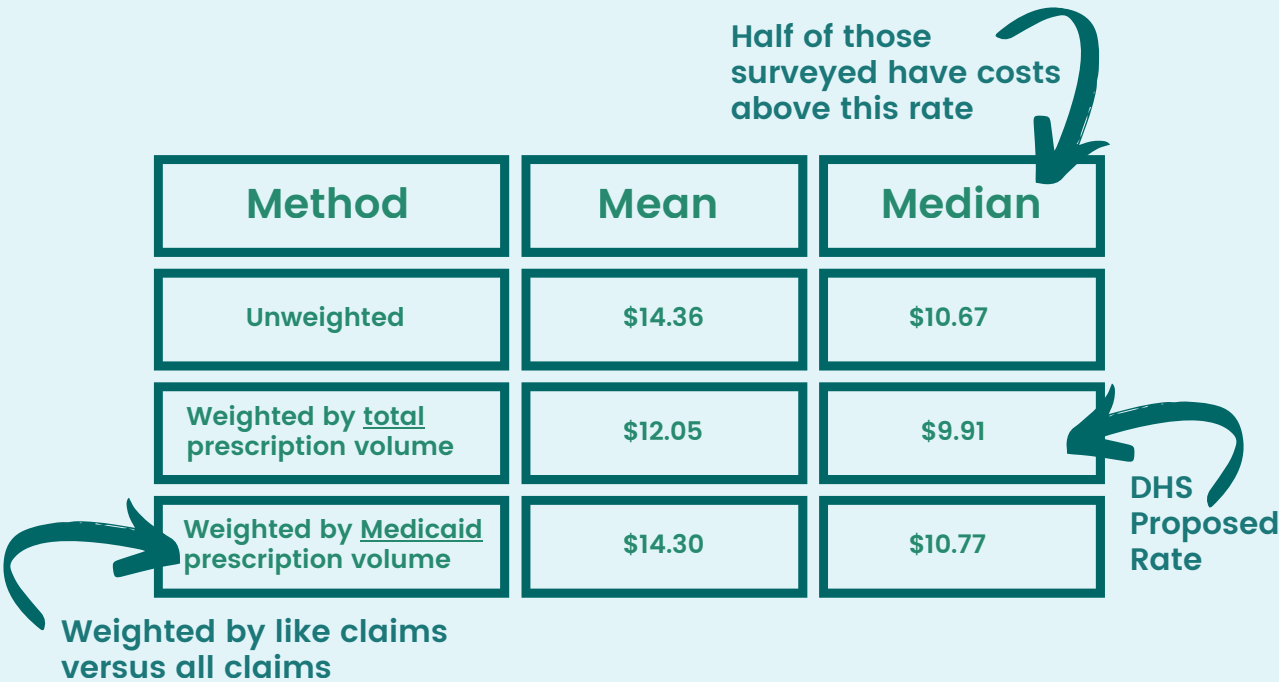 Half of those
surveyed have costs
above this rate
Method Mean Median
Unweighted $14.36 $10.67
Weighted by total
prescription volume $12.05 $9.91
Weighted by Medicaid
prescription volume $14.30 $10.77
DHS
Proposed
Rate
Weighted by like claims
versus all claims